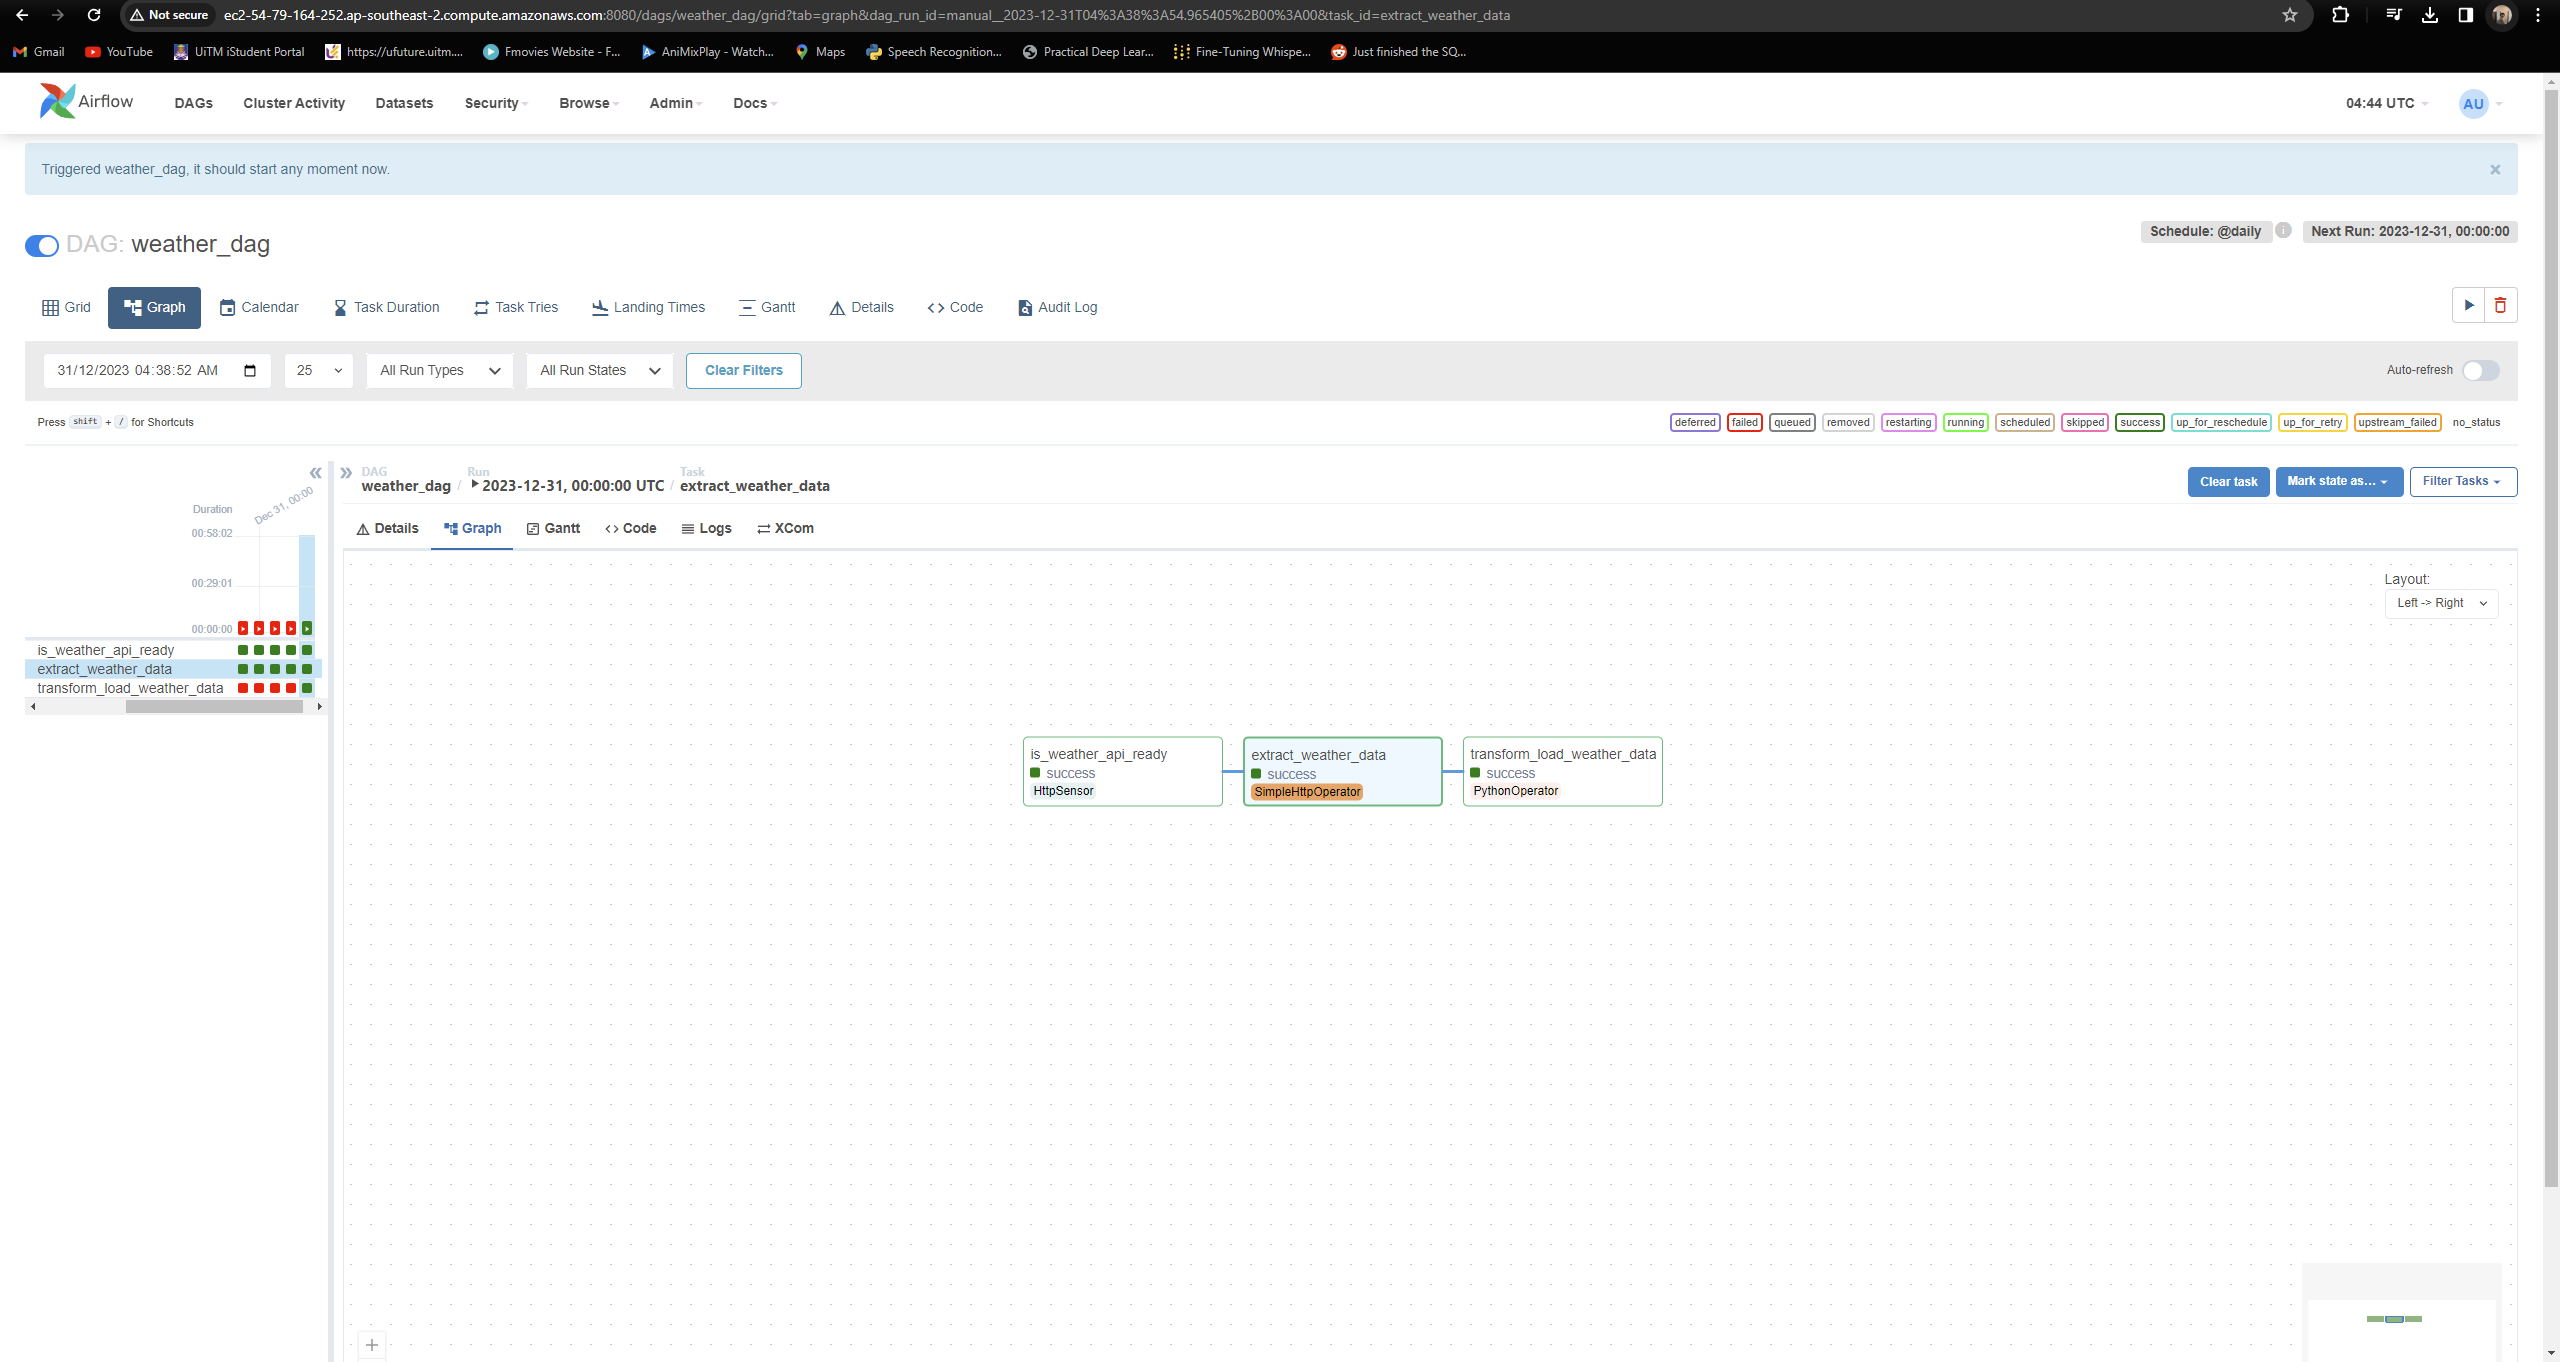 Not secure ec2-54-79-164-252.ap-southeast-2.compute.amazonaws.com:8080/dags/weather_dag/grid?tab=graph&dag_run_id=manual__2023-12-31T04%3A38%3A54.965405%2B00%3A00&task_id=extract_weather_data
Gmail YouTube UiTM iStudent Portal https://ufuture.uitm.... Fmovies Website - F... AniMixPlay - Watch... Maps Speech Recognition... Practical Deep Lear... Fine-Tuning Whispe... Just finished the SQ...
Airflow DAGs Cluster Activity Datasets Security Browse Admin Docs 04:44 UTC AU
Triggered weather_dag, it should start any moment now. ×
DAG: weather_dag
Schedule: @daily i Next Run: 2023-12-31, 00:00:00
Grid Graph Calendar Task Duration Task Tries Landing Times Gantt Details Code Audit Log
31/12/2023 04:38:52 AM 25 All Run Types All Run States Clear Filters Auto-refresh
Press shift + / for Shortcuts
deferred failed queued removed restarting running scheduled skipped success up_for_reschedule up_for_retry upstream_failed no_status
Duration
Dec 31, 00:00
00:58:02
00:29:01
00:00:00
is_weather_api_ready
extract_weather_data
transform_load_weather_data
DAG Run Task
weather_dag / 2023-12-31, 00:00:00 UTC / extract_weather_data
Clear task Mark state as... Filter Tasks
Details Graph Gantt Code Logs XCom
Layout:
Left -> Right
is_weather_api_ready
success
HttpSensor
extract_weather_data
success
SimpleHttpOperator
transform_load_weather_data
success
PythonOperator
+